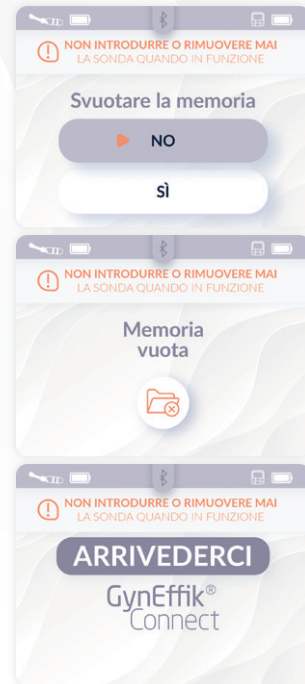 NON INTRODURRE O RIMUOVERE MAI
LA SONDA QUANDO IN FUNZIONE
Svuotare la memoria
NO
SÌ
NON INTRODURRE O RIMUOVERE MAI
LA SONDA QUANDO IN FUNZIONE
Memoria
vuota
NON INTRODURRE O RIMUOVERE MAI
LA SONDA QUANDO IN FUNZIONE
ARRIVEDERCI
GynEffik®
Connect